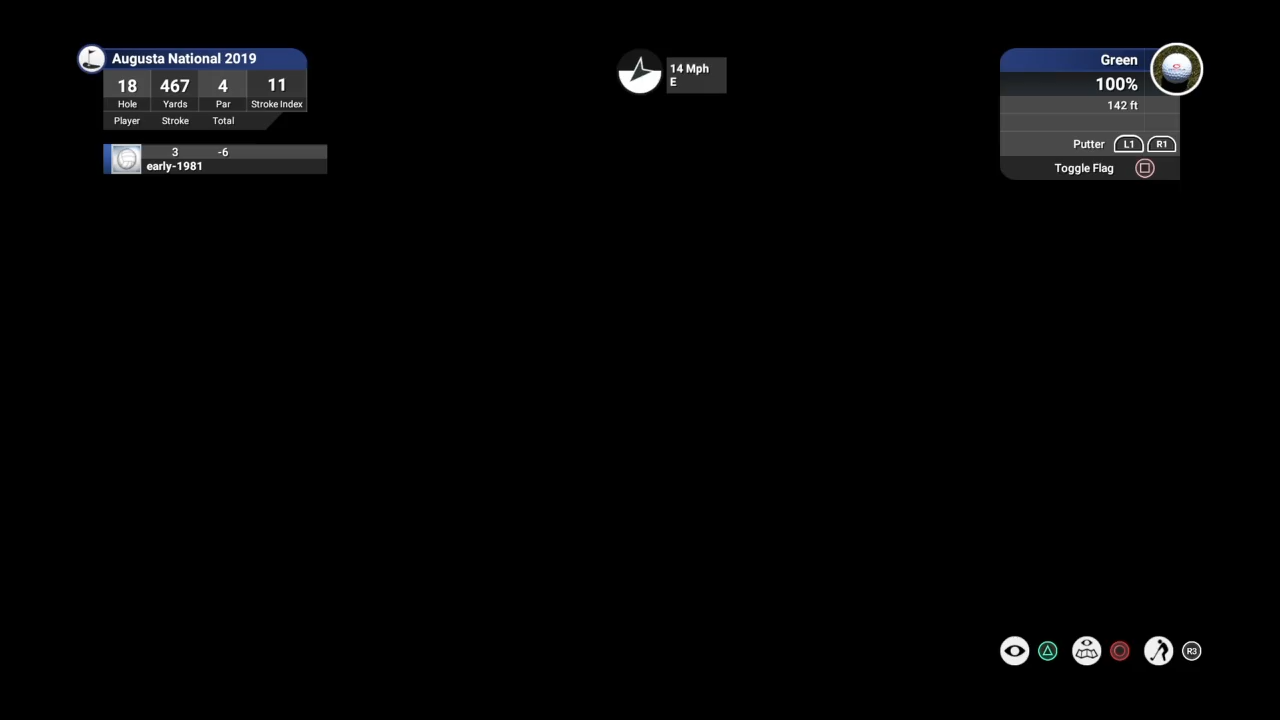 Augusta National 2019
18 467 4 11
Hole Yards Par Stroke Index
Player Stroke Total
3 -6
early-1981
14 Mph
E
Green
100%
142 ft
Putter L1 R1
Toggle Flag
R3